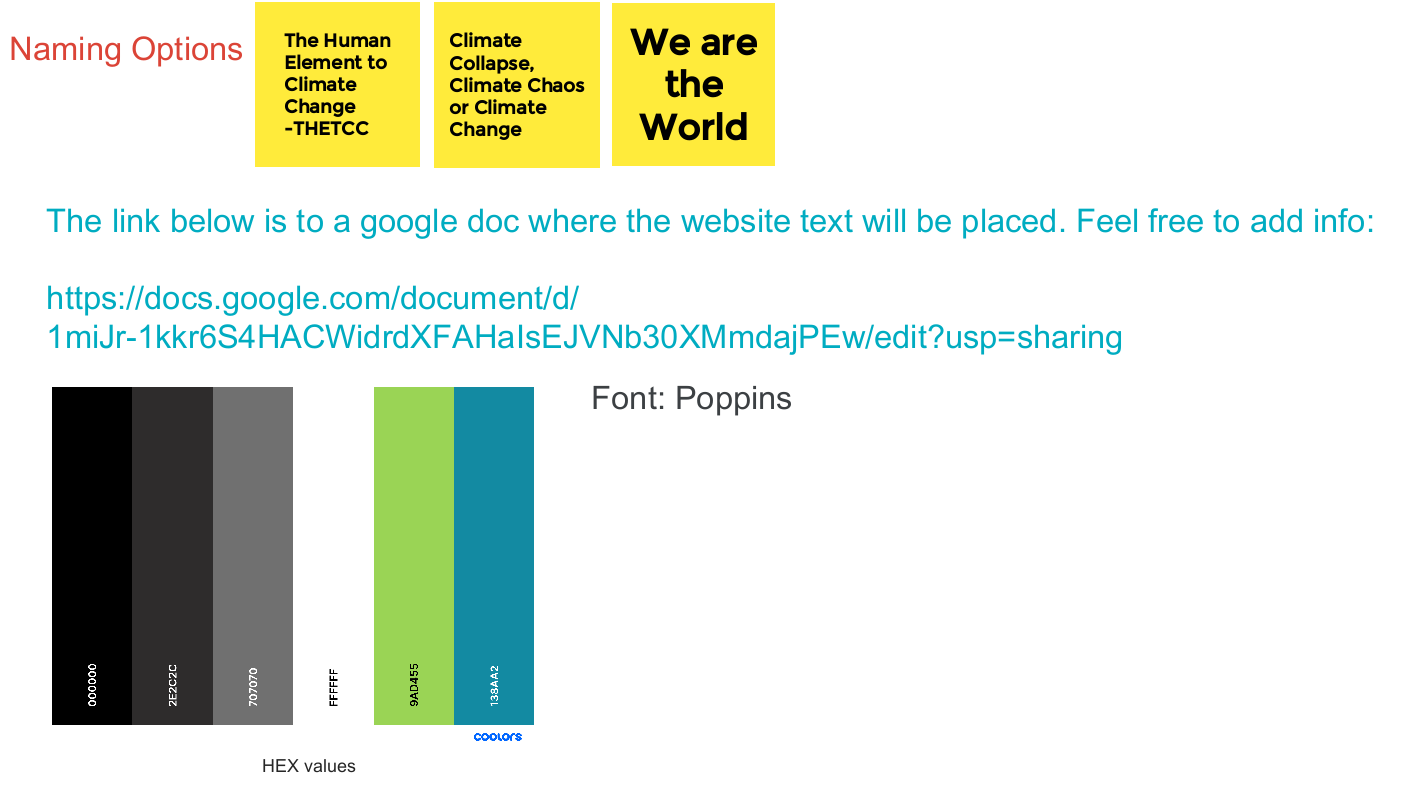 Naming Options
The Human
Element to
Climate
Change
-THETCC
Climate
Collapse,
Climate Chaos
or Climate
Change
We are
the
World
The link below is to a google doc where the website text will be placed. Feel free to add info:
https://docs.google.com/document/d/
1miJr-1kkr6S4HACWidrdXFAHaIsEJVNb30XMmdajPEw/edit?usp=sharing
Font: Poppins
000000
2E2C2C
707070
FFFFFF
9AD455
138AA2
coolors
HEX values